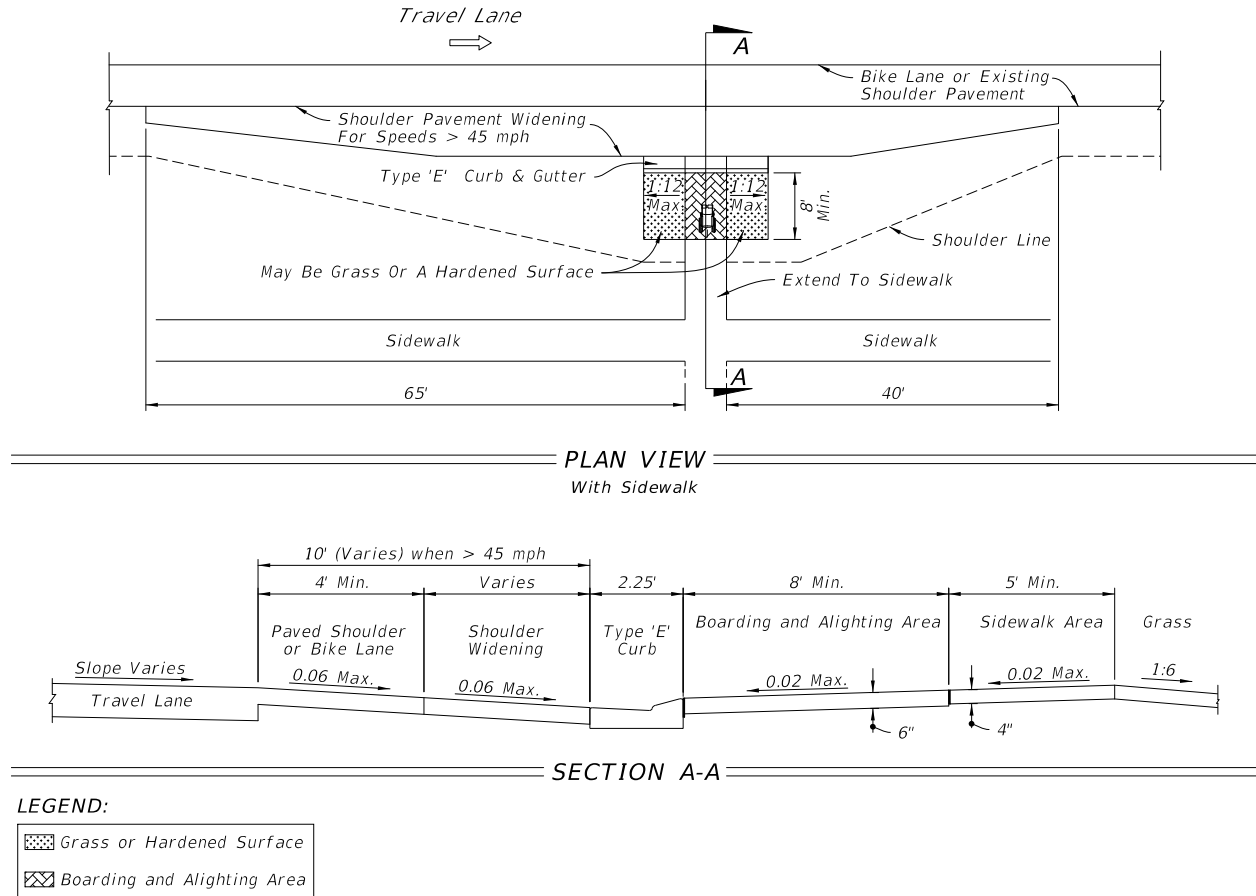 Travel Lane
A
Bike Lane or Existing
Shoulder Pavement
Shoulder Pavement Widening
For Speeds > 45 mph
Type 'E' Curb & Gutter
1:12
Max
1:12
Max
8'
Min.
Shoulder Line
May Be Grass Or A Hardened Surface
Extend To Sidewalk
Sidewalk
Sidewalk
A
65'
40'
PLAN VIEW
With Sidewalk
10' (Varies) when > 45 mph
4' Min.
Varies
2.25'
8' Min.
5' Min.
Paved Shoulder
or Bike Lane
Shoulder
Widening
Type 'E'
Curb
Boarding and Alighting Area
Sidewalk Area
Grass
Slope Varies
0.06 Max.
0.06 Max.
0.02 Max.
0.02 Max.
1:6
Travel Lane
6"
4"
SECTION A-A
LEGEND:
Grass or Hardened Surface
Boarding and Alighting Area